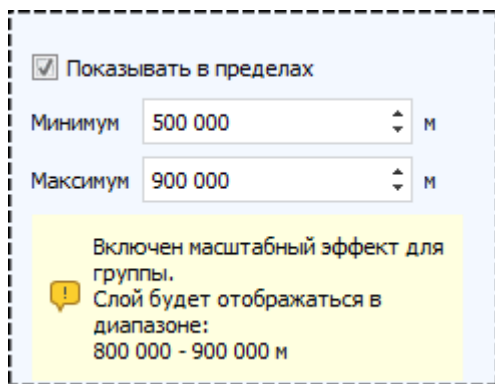 Показывать в пределах
Минимум 500 000 м
Максимум 900 000 м
Включен масштабный эффект для
группы.
Слой будет отображаться в
диапазоне:
800 000 - 900 000 м